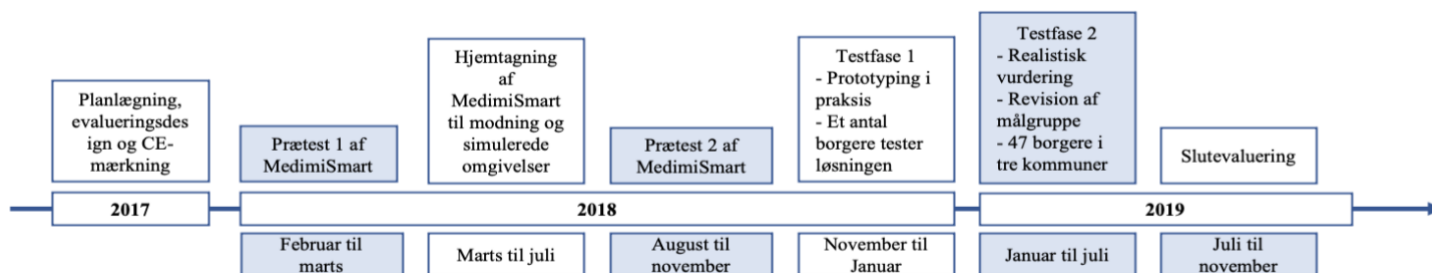 Planlægning,
evalueringsdes
ign og CE-
mærkning
Prætest 1 af
MedimiSmart
Hjemtagning
af
MedimiSmart
til modning og
simulerede
omgivelser
Prætest 2 af
MedimiSmart
Testfase 1
- Prototyping i
praksis
- Et antal
borgere tester
løsningen
Testfase 2
- Realistisk
vurdering
- Revision af
målgruppe
- 47 borgere i
tre kommuner
Slutevaluering
2017
2018
2019
Februar til
marts
Marts til juli
August til
november
November til
Januar
Januar til juli
Juli til
november